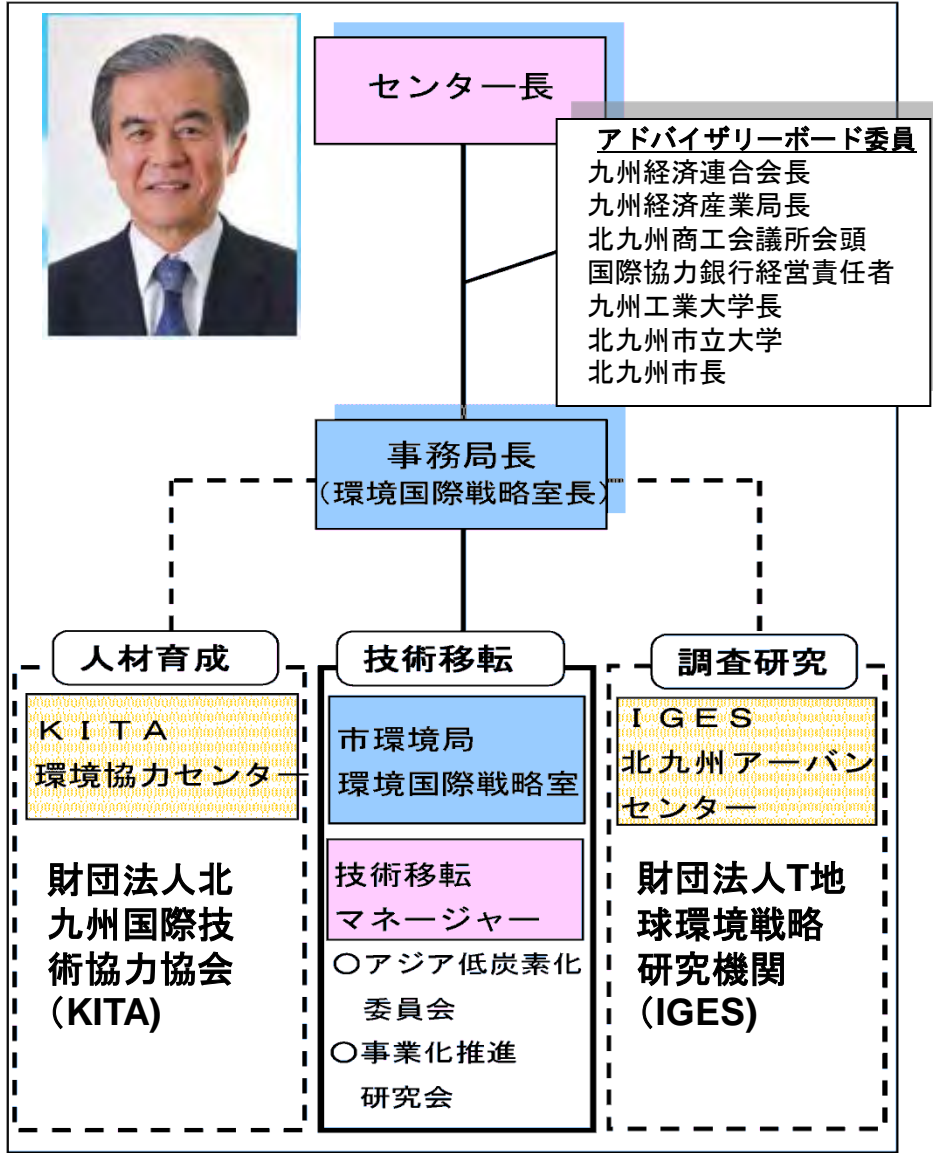 センター長
アドバイザリーボード委員
九州経済連合会長
九州経済産業局長
北九州商工会議所会頭
国際協力銀行経営責任者
九州工業大学長
北九州市立大学
北九州市長
事務局長
（環境国際戦略室長）
人材育成
ＫＩＴＡ
環境協力センター
財団法人北
九州国際技
術協力協会
（KITA)
技術移転
市環境局
環境国際戦略室
技術移転
マネージャー
○アジア低炭素化
委員会
○事業化推進
研究会
調査研究
ＩＧＥＳ
北九州アーバン
センター
財団法人T地
球環境戦略
研究機関
（IGES)